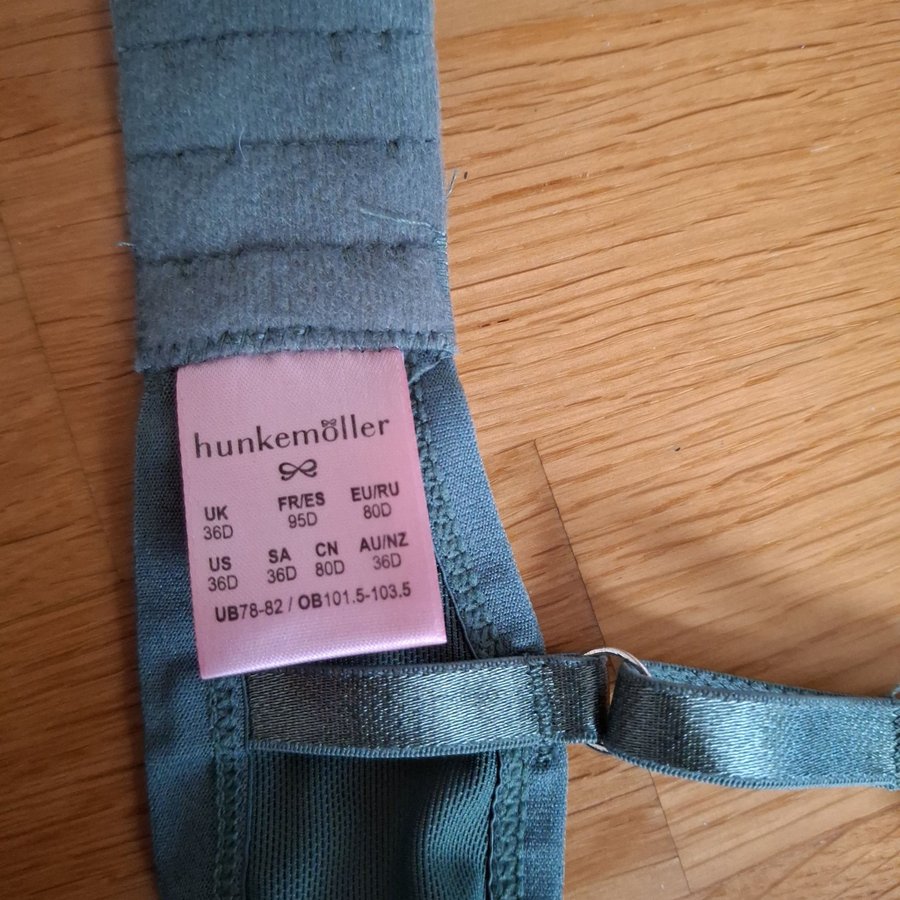 hunkemöller
UK FR/ES EU/RU
36D 95D 80D
US SA CN AU/NZ
36D 36D 80D 36D
UB78-82 / OB101.5-103.5